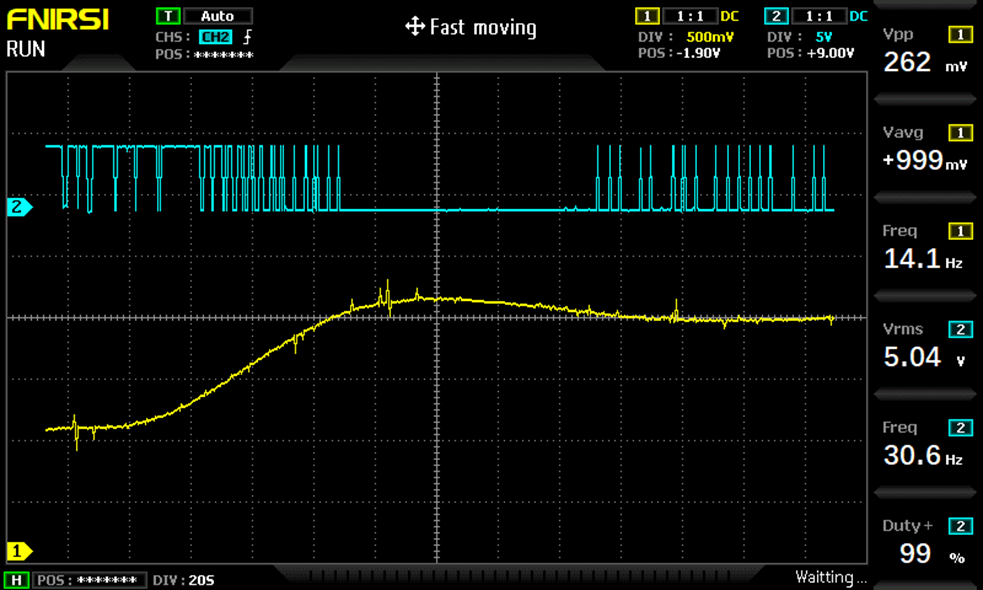 FNIRSI
RUN
T Auto
CHS: CH2
POS:********
Fast moving
1 1:1 DC
DIV: 500mV
POS:-1.90V
2 1:1 DC
DIV: 5V
POS:+9.00V
Vpp 1
262 mV
Vavg 1
+999mV
Freq 1
14.1 Hz
Vrms 2
5.04 V
Freq 2
30.6 Hz
Duty+ 2
99 %
2
1
H POS:******* DIV:20S
Waitting...